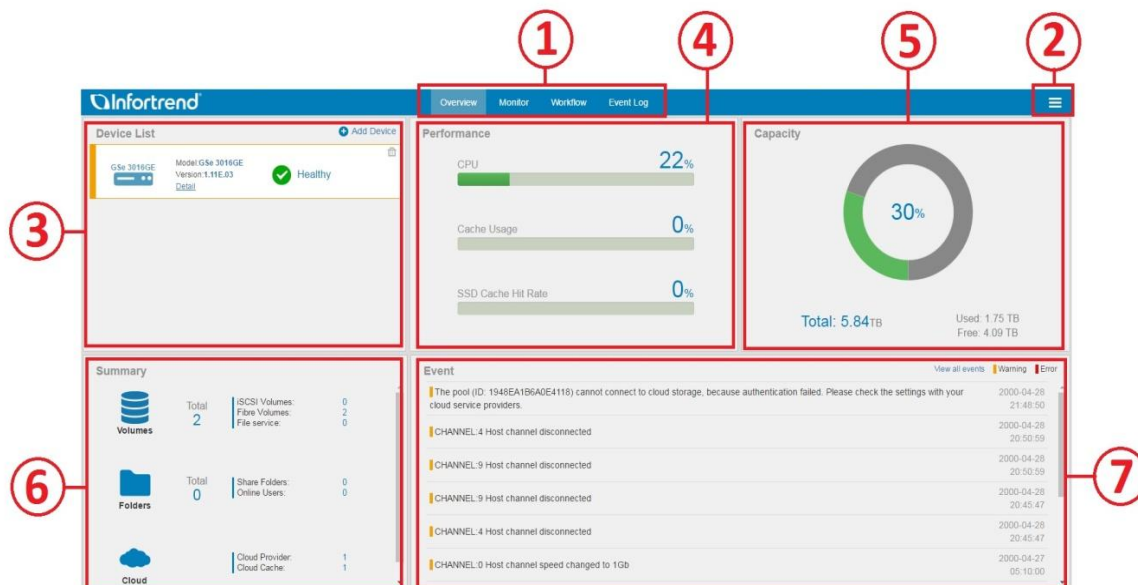 1
4
5
2
Infortrend
Overview Monitor Workflow Event Log
Device List
Add Device
GSe 3016GE
Model:GSe 3016GE
Version:1.11E.03
Detail
Healthy
3
Performance
CPU
22%
Cache Usage
0%
SSD Cache Hit Rate
0%
Capacity
30%
Total: 5.84TB
Used: 1.75 TB
Free: 4.09 TB
Summary
Volumes
Total
2
iSCSI Volumes: 0
Fibre Volumes: 2
File service: 0
6
Folders
Total
0
Share Folders: 0
Online Users: 0
Cloud
Cloud Provider: 1
Cloud Cache: 1
Event
View all events Warning Error
The pool (ID: 1948EA1B6A0E4118) cannot connect to cloud storage, because authentication failed. Please check the settings with your
cloud service providers.
2000-04-28
21:48:50
CHANNEL:4 Host channel disconnected
2000-04-28
20:50:59
CHANNEL:9 Host channel disconnected
2000-04-28
20:50:59
7
CHANNEL:9 Host channel disconnected
2000-04-28
20:45:47
CHANNEL:4 Host channel disconnected
2000-04-28
20:45:47
CHANNEL:0 Host channel speed changed to 1Gb
2000-04-27
05:10:00